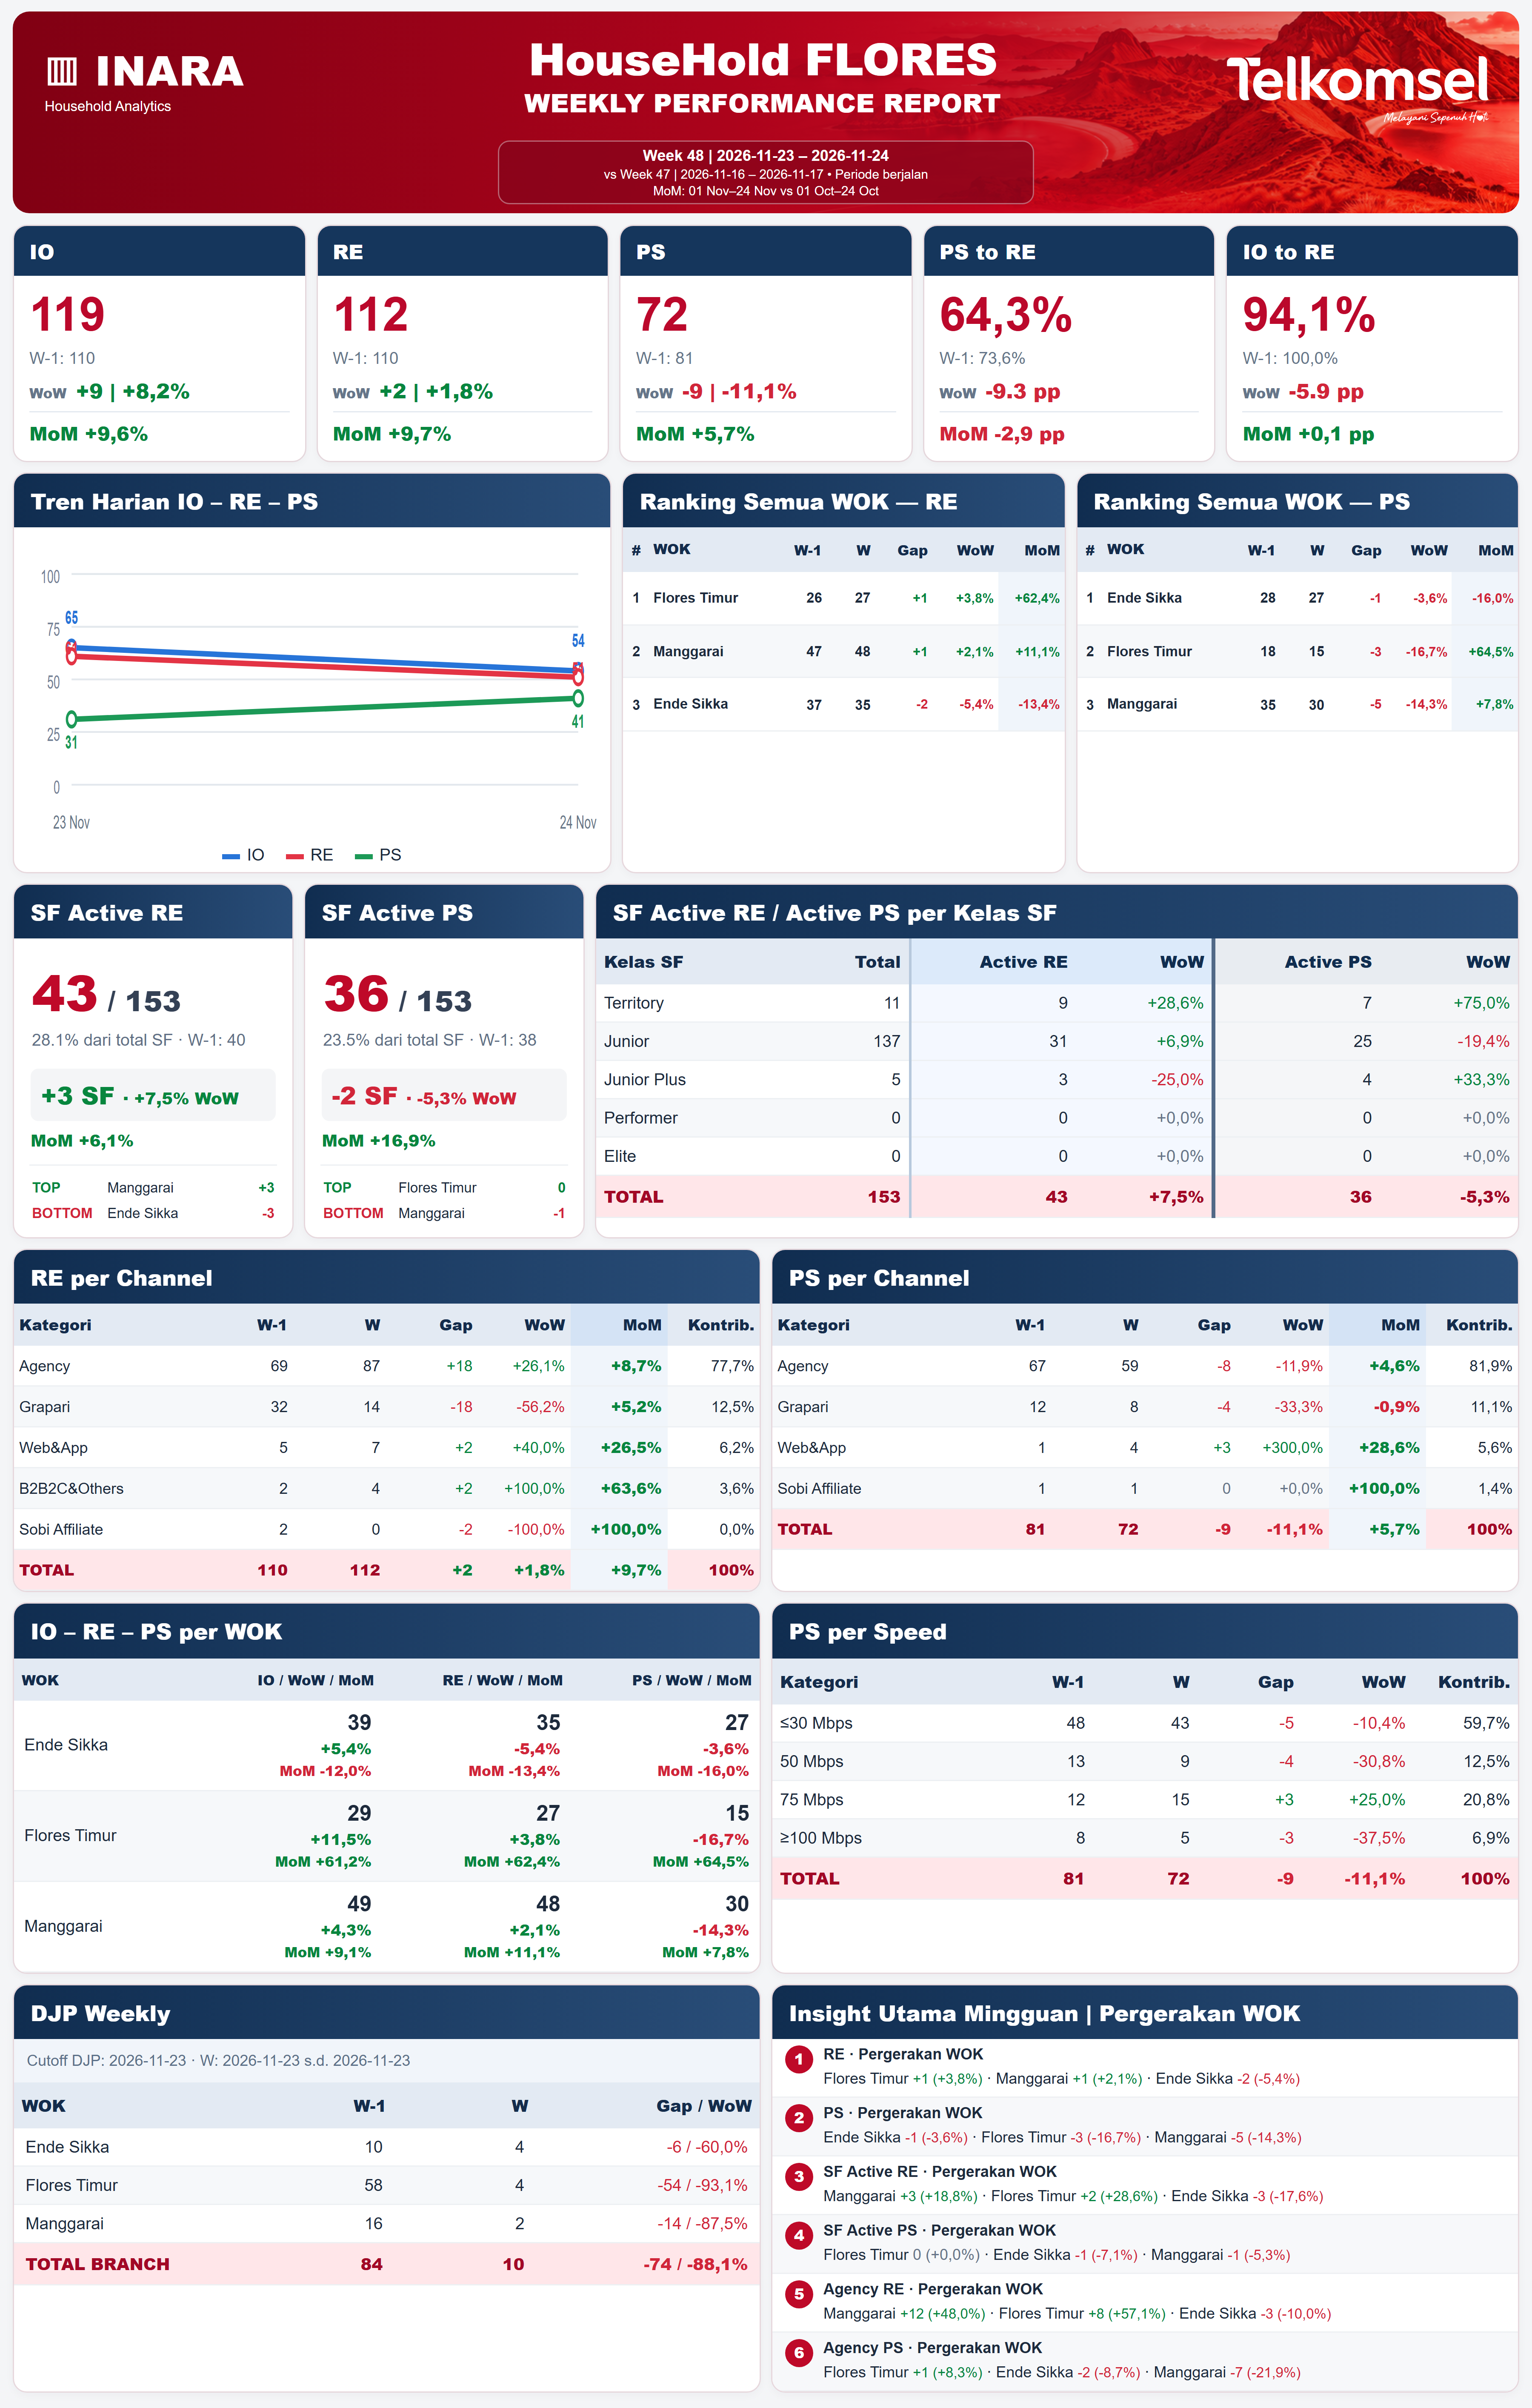 INARA
Household Analytics
HouseHold FLORES
WEEKLY PERFORMANCE REPORT
Telkomsel
Melayani Sepenuh Hati
Week 48 | 2026-11-23 – 2026-11-24
vs Week 47 | 2026-11-16 – 2026-11-17 • Periode berjalan
MoM: 01 Nov–24 Nov vs 01 Oct–24 Oct
IO
119
W-1: 110
WoW +9 | +8,2%
MoM +9,6%
RE
112
W-1: 110
WoW +2 | +1,8%
MoM +9,7%
PS
72
W-1: 81
WoW -9 | -11,1%
MoM +5,7%
PS to RE
64,3%
W-1: 73,6%
WoW -9.3 pp
MoM -2,9 pp
IO to RE
94,1%
W-1: 100,0%
WoW -5.9 pp
MoM +0,1 pp
Tren Harian IO – RE – PS
100
75
50
25
0
65
31
54
41
23 Nov
24 Nov
IO RE PS
Ranking Semua WOK — RE
# WOK W-1 W Gap WoW MoM
1 Flores Timur 26 27 +1 +3,8% +62,4%
2 Manggarai 47 48 +1 +2,1% +11,1%
3 Ende Sikka 37 35 -2 -5,4% -13,4%
Ranking Semua WOK — PS
# WOK W-1 W Gap WoW MoM
1 Ende Sikka 28 27 -1 -3,6% -16,0%
2 Flores Timur 18 15 -3 -16,7% +64,5%
3 Manggarai 35 30 -5 -14,3% +7,8%
SF Active RE
43 / 153
28.1% dari total SF · W-1: 40
+3 SF · +7,5% WoW
MoM +6,1%
TOP Manggarai +3
BOTTOM Ende Sikka -3
SF Active PS
36 / 153
23.5% dari total SF · W-1: 38
-2 SF · -5,3% WoW
MoM +16,9%
TOP Flores Timur 0
BOTTOM Manggarai -1
SF Active RE / Active PS per Kelas SF
Kelas SF Total Active RE WoW Active PS WoW
Territory 11 9 +28,6% 7 +75,0%
Junior 137 31 +6,9% 25 -19,4%
Junior Plus 5 3 -25,0% 4 +33,3%
Performer 0 0 +0,0% 0 +0,0%
Elite 0 0 +0,0% 0 +0,0%
TOTAL 153 43 +7,5% 36 -5,3%
RE per Channel
Kategori W-1 W Gap WoW MoM Kontrib.
Agency 69 87 +18 +26,1% +8,7% 77,7%
Grapari 32 14 -18 -56,2% +5,2% 12,5%
Web&App 5 7 +2 +40,0% +26,5% 6,2%
B2B2C&Others 2 4 +2 +100,0% +63,6% 3,6%
Sobi Affiliate 2 0 -2 -100,0% +100,0% 0,0%
TOTAL 110 112 +2 +1,8% +9,7% 100%
PS per Channel
Kategori W-1 W Gap WoW MoM Kontrib.
Agency 67 59 -8 -11,9% +4,6% 81,9%
Grapari 12 8 -4 -33,3% -0,9% 11,1%
Web&App 1 4 +3 +300,0% +28,6% 5,6%
Sobi Affiliate 1 1 0 +0,0% +100,0% 1,4%
TOTAL 81 72 -9 -11,1% +5,7% 100%
IO – RE – PS per WOK
WOK IO / WoW / MoM RE / WoW / MoM PS / WoW / MoM
39 35 27
Ende Sikka +5,4% -5,4% -3,6%
MoM -12,0% MoM -13,4% MoM -16,0%
29 27 15
Flores Timur +11,5% +3,8% -16,7%
MoM +61,2% MoM +62,4% MoM +64,5%
49 48 30
Manggarai +4,3% +2,1% -14,3%
MoM +9,1% MoM +11,1% MoM +7,8%
PS per Speed
Kategori W-1 W Gap WoW Kontrib.
≤30 Mbps 48 43 -5 -10,4% 59,7%
50 Mbps 13 9 -4 -30,8% 12,5%
75 Mbps 12 15 +3 +25,0% 20,8%
≥100 Mbps 8 5 -3 -37,5% 6,9%
TOTAL 81 72 -9 -11,1% 100%
DJP Weekly
Cutoff DJP: 2026-11-23 · W: 2026-11-23 s.d. 2026-11-23
WOK W-1 W Gap / WoW
Ende Sikka 10 4 -6 / -60,0%
Flores Timur 58 4 -54 / -93,1%
Manggarai 16 2 -14 / -87,5%
TOTAL BRANCH 84 10 -74 / -88,1%
Insight Utama Mingguan | Pergerakan WOK
1 RE · Pergerakan WOK
Flores Timur +1 (+3,8%) · Manggarai +1 (+2,1%) · Ende Sikka -2 (-5,4%)
2 PS · Pergerakan WOK
Ende Sikka -1 (-3,6%) · Flores Timur -3 (-16,7%) · Manggarai -5 (-14,3%)
3 SF Active RE · Pergerakan WOK
Manggarai +3 (+18,8%) · Flores Timur +2 (+28,6%) · Ende Sikka -3 (-17,6%)
4 SF Active PS · Pergerakan WOK
Flores Timur 0 (+0,0%) · Ende Sikka -1 (-7,1%) · Manggarai -1 (-5,3%)
5 Agency RE · Pergerakan WOK
Manggarai +12 (+48,0%) · Flores Timur +8 (+57,1%) · Ende Sikka -3 (-10,0%)
6 Agency PS · Pergerakan WOK
Flores Timur +1 (+8,3%) · Ende Sikka -2 (-8,7%) · Manggarai -7 (-21,9%)